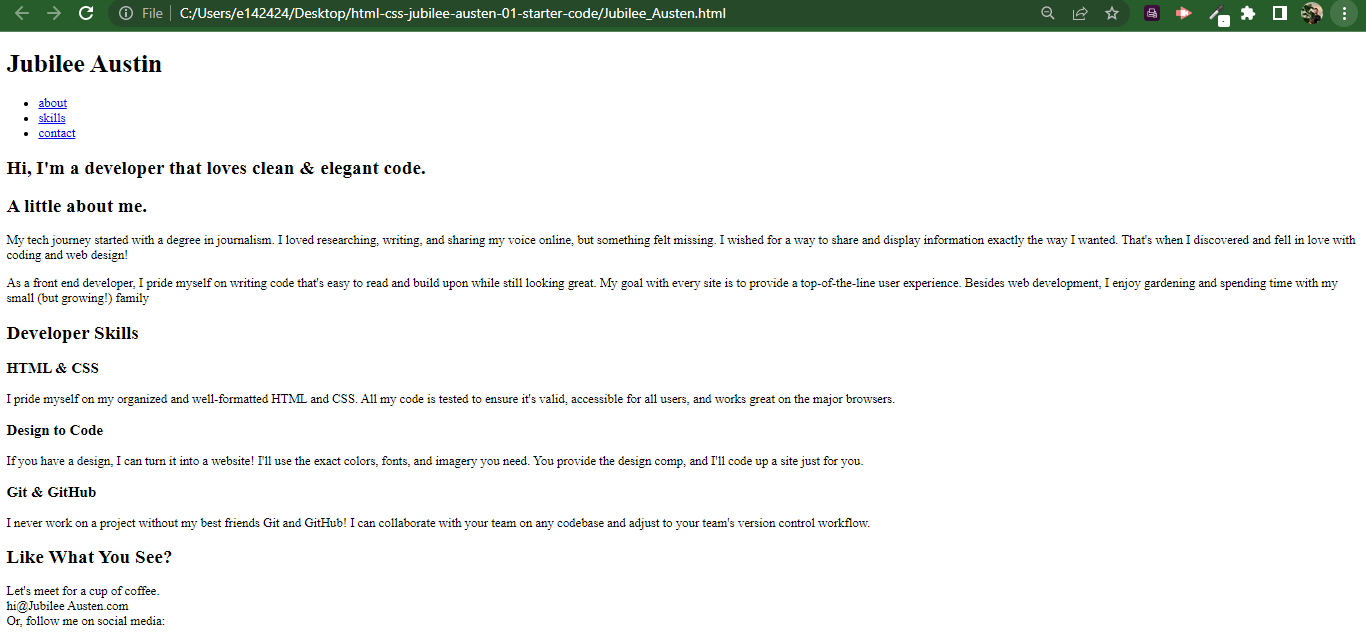 File
C:/Users/e142424/Desktop/html-css-jubilee-austen-01-starter-code/Jubilee_Austen.html
Jubilee Austin
about
skills
contact
Hi, I'm a developer that loves clean & elegant code.
A little about me.
My tech journey started with a degree in journalism. I loved researching, writing, and sharing my voice online, but something felt missing. I wished for a way to share and display information exactly the way I wanted. That's when I discovered and fell in love with
coding and web design!
As a front end developer, I pride myself on writing code that's easy to read and build upon while still looking great. My goal with every site is to provide a top-of-the-line user experience. Besides web development, I enjoy gardening and spending time with my
small (but growing!) family
Developer Skills
HTML & CSS
I pride myself on my organized and well-formatted HTML and CSS. All my code is tested to ensure it's valid, accessible for all users, and works great on the major browsers.
Design to Code
If you have a design, I can turn it into a website! I'll use the exact colors, fonts, and imagery you need. You provide the design comp, and I'll code up a site just for you.
Git & GitHub
I never work on a project without my best friends Git and GitHub! I can collaborate with your team on any codebase and adjust to your team's version control workflow.
Like What You See?
Let's meet for a cup of coffee.
hi@Jubilee Austen.com
Or, follow me on social media: